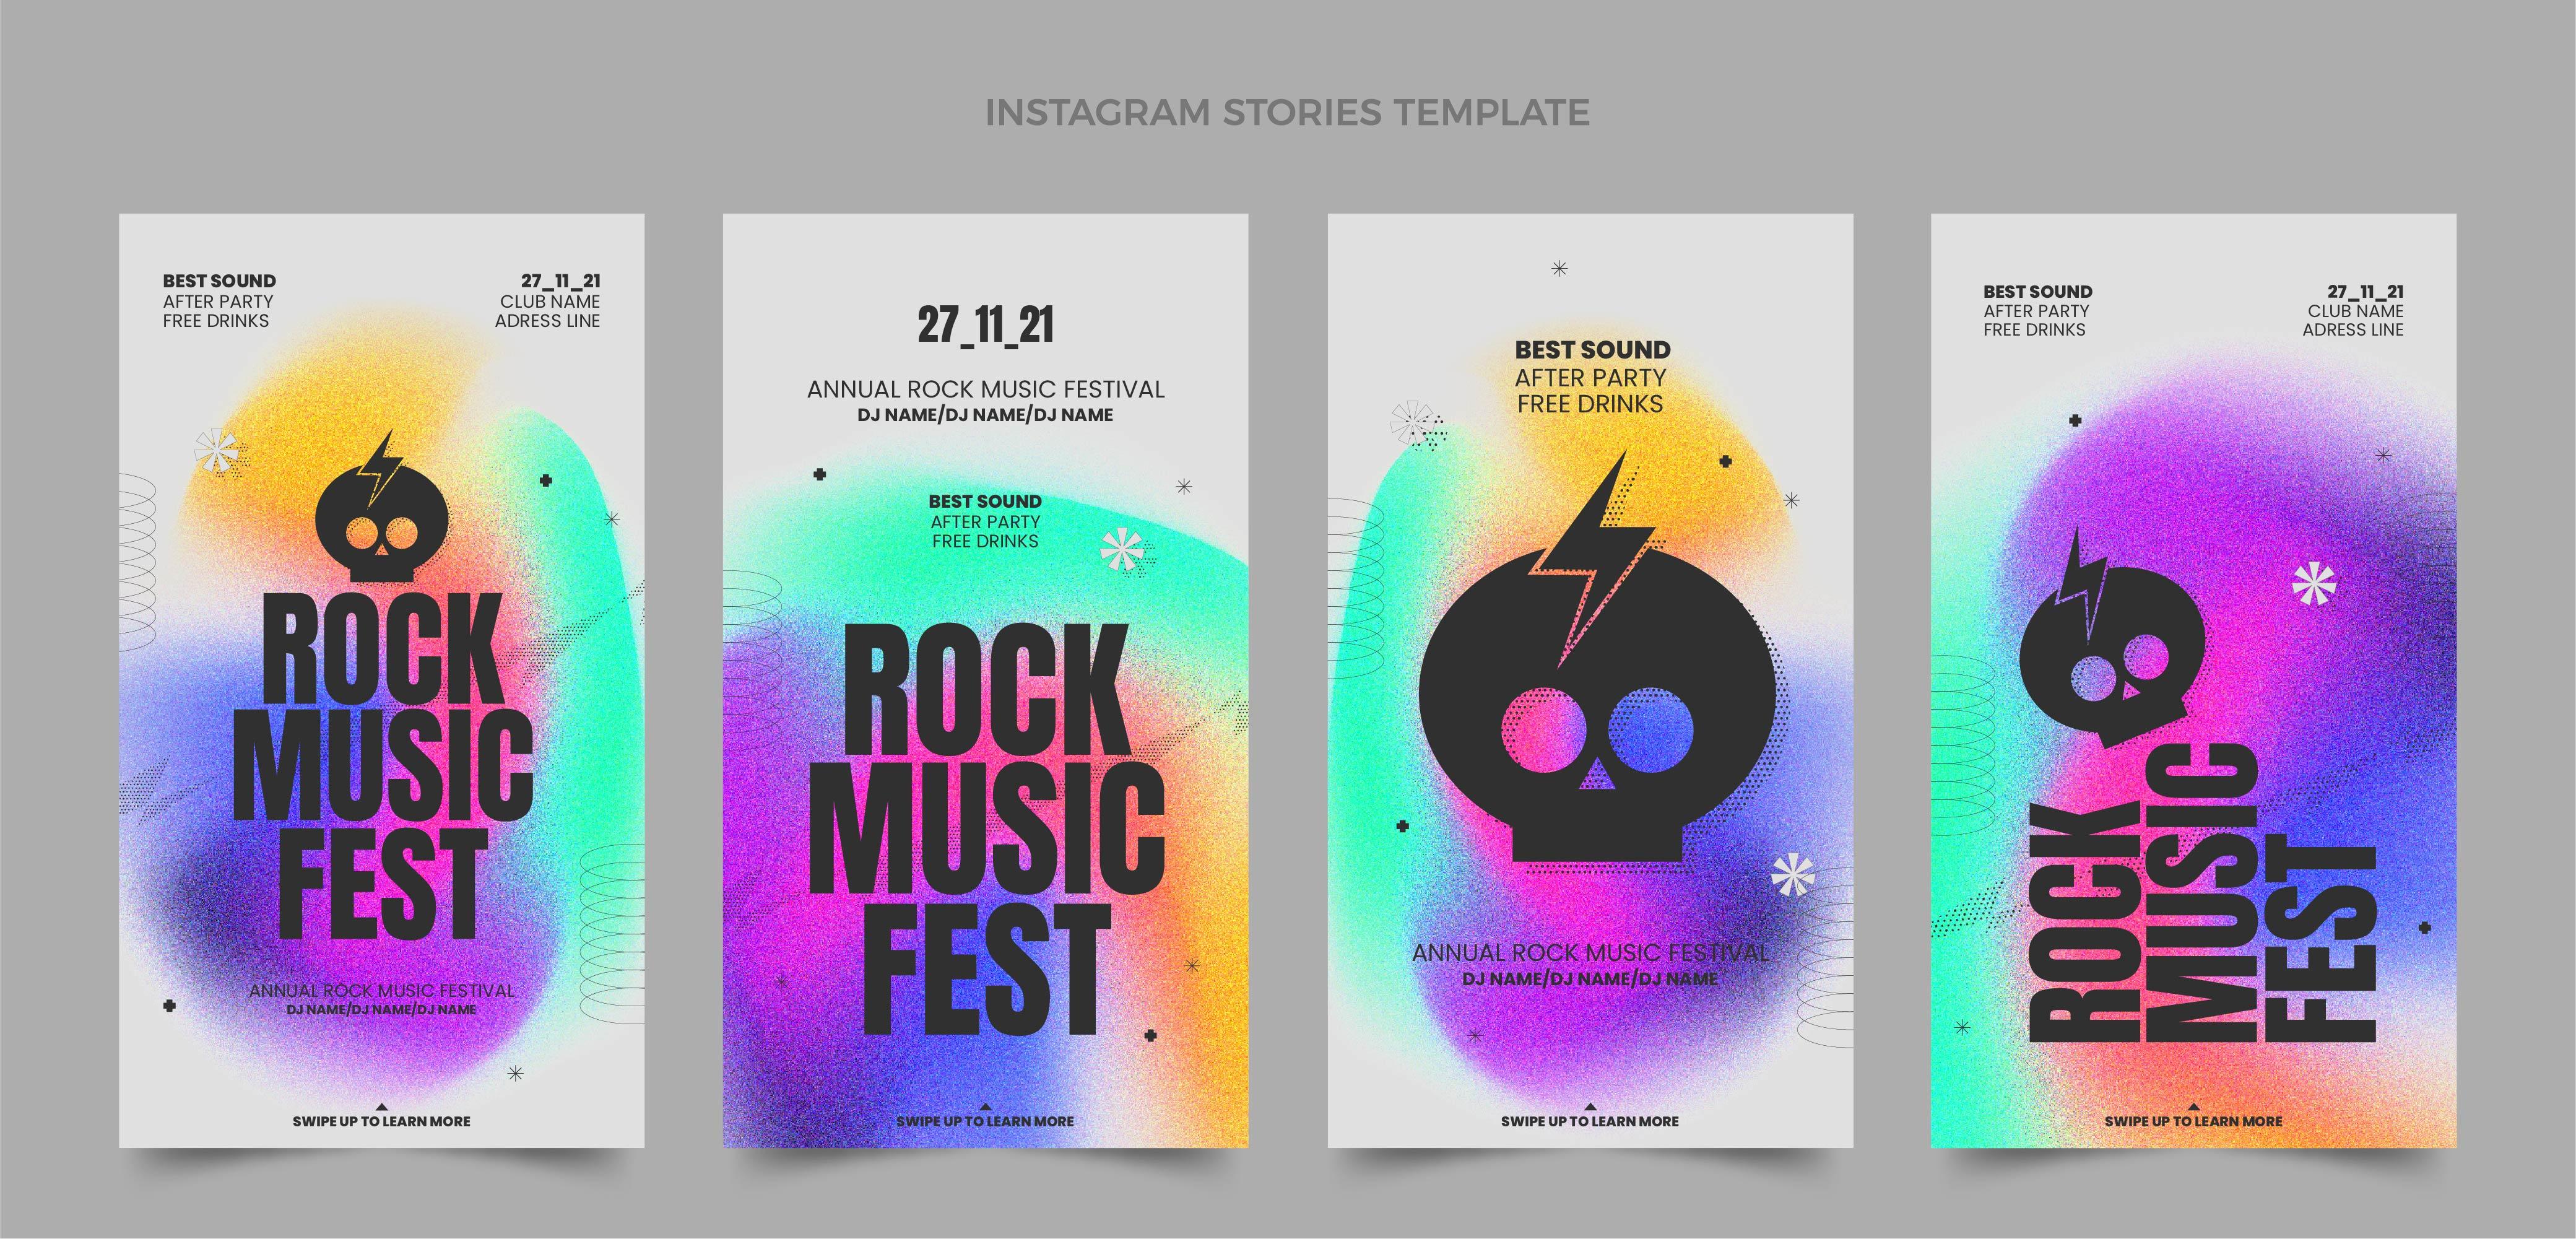 INSTAGRAM STORIES TEMPLATE
BEST SOUND
AFTER PARTY
FREE DRINKS
27_11_21
CLUB NAME
ADRESS LINE
ROCK
MUSIC
FEST
ANNUAL ROCK MUSIC FESTIVAL
DJ NAME/DJ NAME/DJ NAME
SWIPE UP TO LEARN MORE
27_11_21
ANNUAL ROCK MUSIC FESTIVAL
DJ NAME/DJ NAME/DJ NAME
BEST SOUND
AFTER PARTY
FREE DRINKS
ROCK
MUSIC
FEST
SWIPE UP TO LEARN MORE
BEST SOUND
AFTER PARTY
FREE DRINKS
ANNUAL ROCK MUSIC FESTIVAL
DJ NAME/DJ NAME/DJ NAME
SWIPE UP TO LEARN MORE
BEST SOUND
AFTER PARTY
FREE DRINKS
27_11_21
CLUB NAME
ADRESS LINE
ROCK
MUSIC
FEST
SWIPE UP TO LEARN MORE